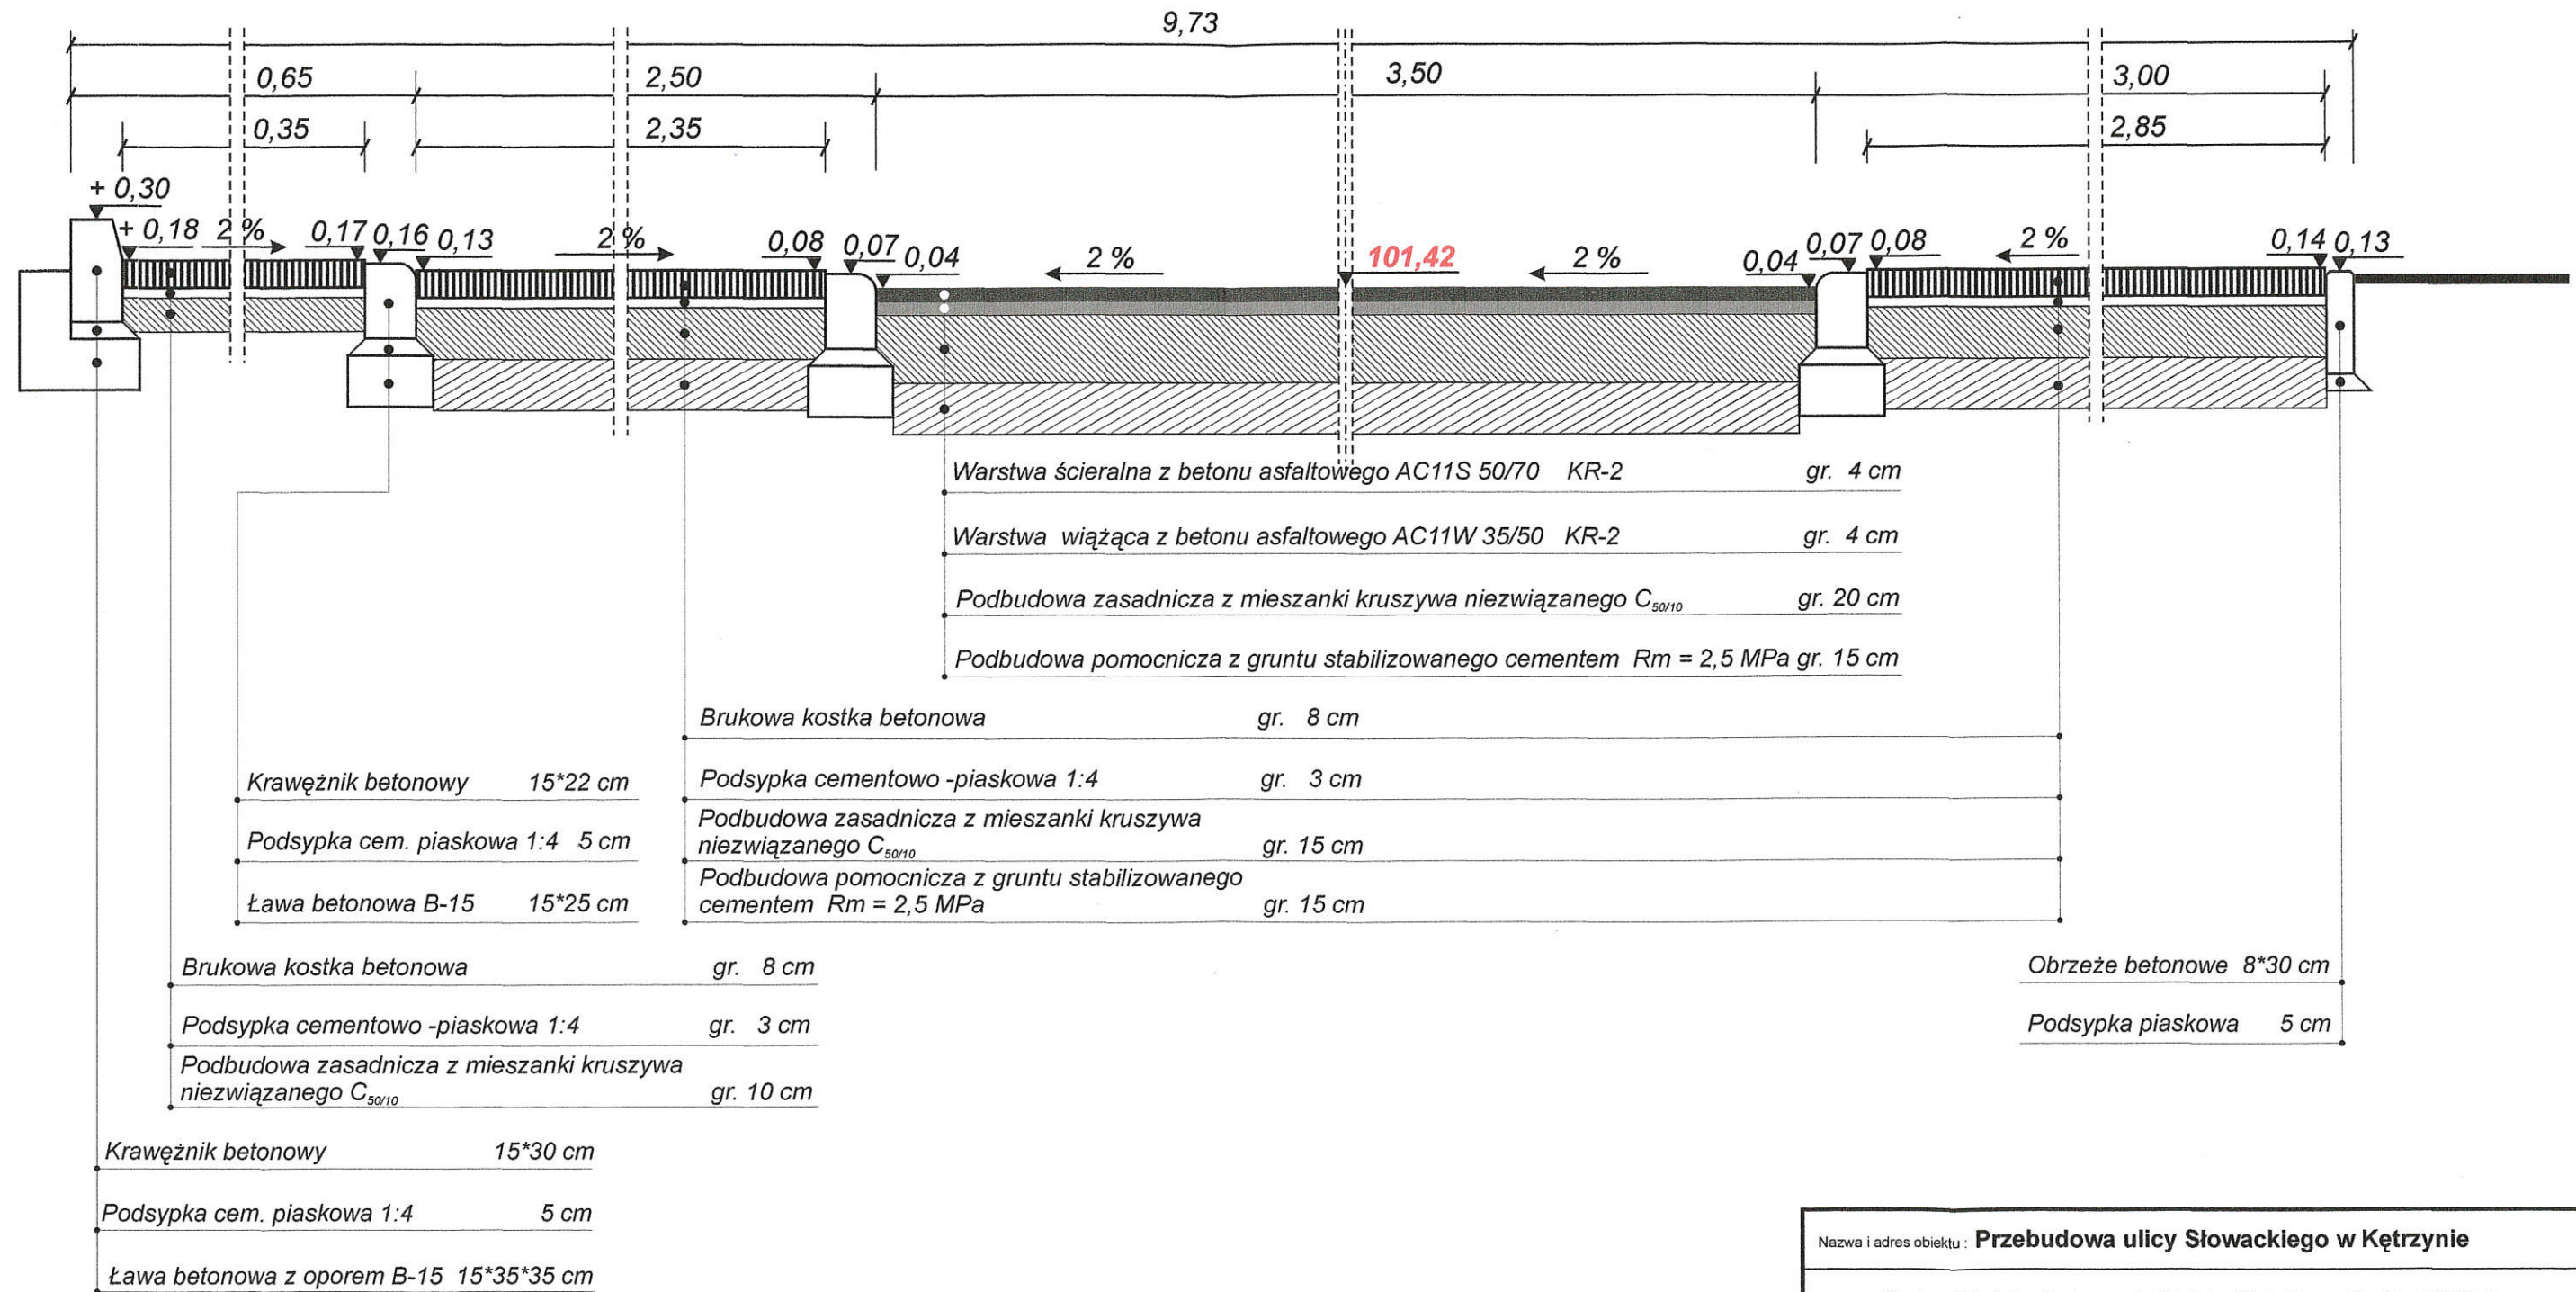 9,73
0,65 2,50 3,50 3,00
0,35 2,35 2,85
+ 0,30
+ 0,18 2 % 0,17 0,16 0,13 2 % 0,08 0,07 0,04 2 % 101,42 2 % 0,04 0,07 0,08 2 % 0,14 0,13
Warstwa ścieralna z betonu asfaltowego AC11S 50/70 KR-2 gr. 4 cm
Warstwa wiążąca z betonu asfaltowego AC11W 35/50 KR-2 gr. 4 cm
Podbudowa zasadnicza z mieszanki kruszywa niezwiązanego C50/10 gr. 20 cm
Podbudowa pomocnicza z gruntu stabilizowanego cementem Rm = 2,5 MPa gr. 15 cm
Brukowa kostka betonowa gr. 8 cm
Podsypka cementowo -piaskowa 1:4 gr. 3 cm
Podbudowa zasadnicza z mieszanki kruszywa
niezwiązanego C50/10 gr. 15 cm
Podbudowa pomocnicza z gruntu stabilizowanego
cementem Rm = 2,5 MPa gr. 15 cm
Krawężnik betonowy 15*22 cm
Podsypka cem. piaskowa 1:4 5 cm
Ława betonowa B-15 15*25 cm
Brukowa kostka betonowa gr. 8 cm
Podsypka cementowo -piaskowa 1:4 gr. 3 cm
Podbudowa zasadnicza z mieszanki kruszywa
niezwiązanego C50/10 gr. 10 cm
Obrzeże betonowe 8*30 cm
Podsypka piaskowa 5 cm
Krawężnik betonowy 15*30 cm
Podsypka cem. piaskowa 1:4 5 cm
Ława betonowa z oporem B-15 15*35*35 cm
Nazwa i adres obiektu : Przebudowa ulicy Słowackiego w Kętrzynie